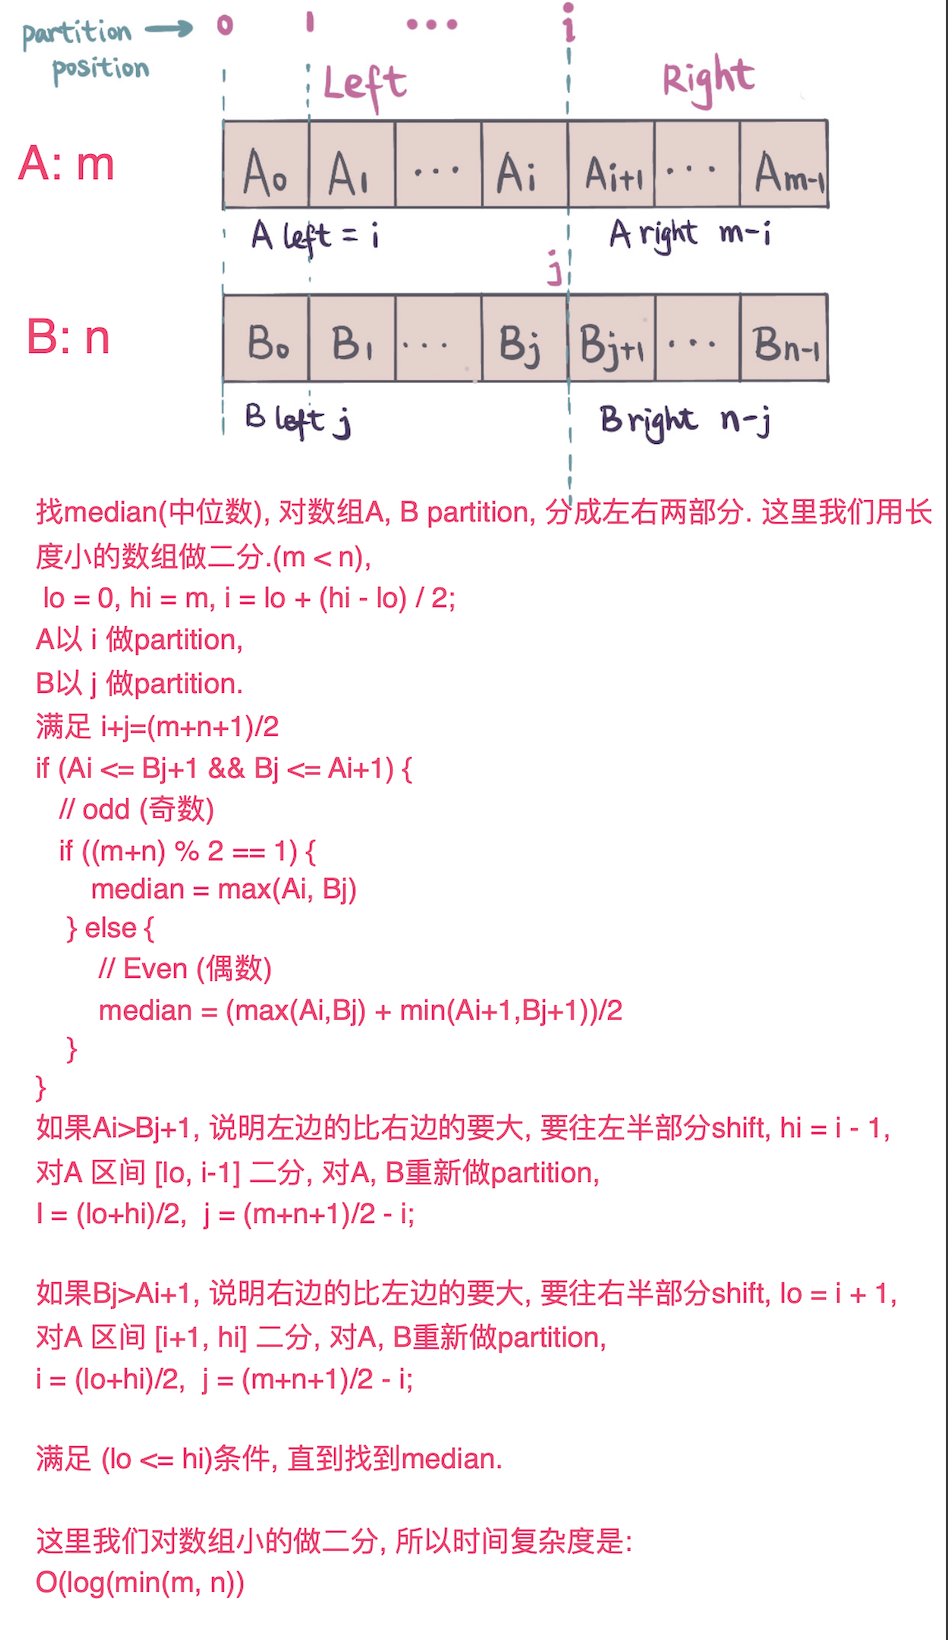 partition → 0 1 ... i
position
Left Right
A: m
A0 A1 ... Ai Ai+1 ... Am-1
A left = i A right m-i
j
B: n
B0 B1 ... Bj Bj+1 ... Bn-1
B left j B right n-j
找median(中位数), 对数组A, B partition, 分成左右两部分. 这里我们用长
度小的数组做二分.(m < n),
lo = 0, hi = m, i = lo + (hi - lo) / 2;
A以 i 做partition,
B以 j 做partition.
满足 i+j=(m+n+1)/2
if (Ai <= Bj+1 && Bj <= Ai+1) {
// odd (奇数)
if ((m+n) % 2 == 1) {
median = max(Ai, Bj)
} else {
// Even (偶数)
median = (max(Ai,Bj) + min(Ai+1,Bj+1))/2
}
}
如果Ai>Bj+1, 说明左边的比右边的要大, 要往左半部分shift, hi = i - 1,
对A 区间 [lo, i-1] 二分, 对A, B重新做partition,
I = (lo+hi)/2, j = (m+n+1)/2 - i;
如果Bj>Ai+1, 说明右边的比左边的要大, 要往右半部分shift, lo = i + 1,
对A 区间 [i+1, hi] 二分, 对A, B重新做partition,
i = (lo+hi)/2, j = (m+n+1)/2 - i;
满足 (lo <= hi)条件, 直到找到median.
这里我们对数组小的做二分, 所以时间复杂度是:
O(log(min(m, n))